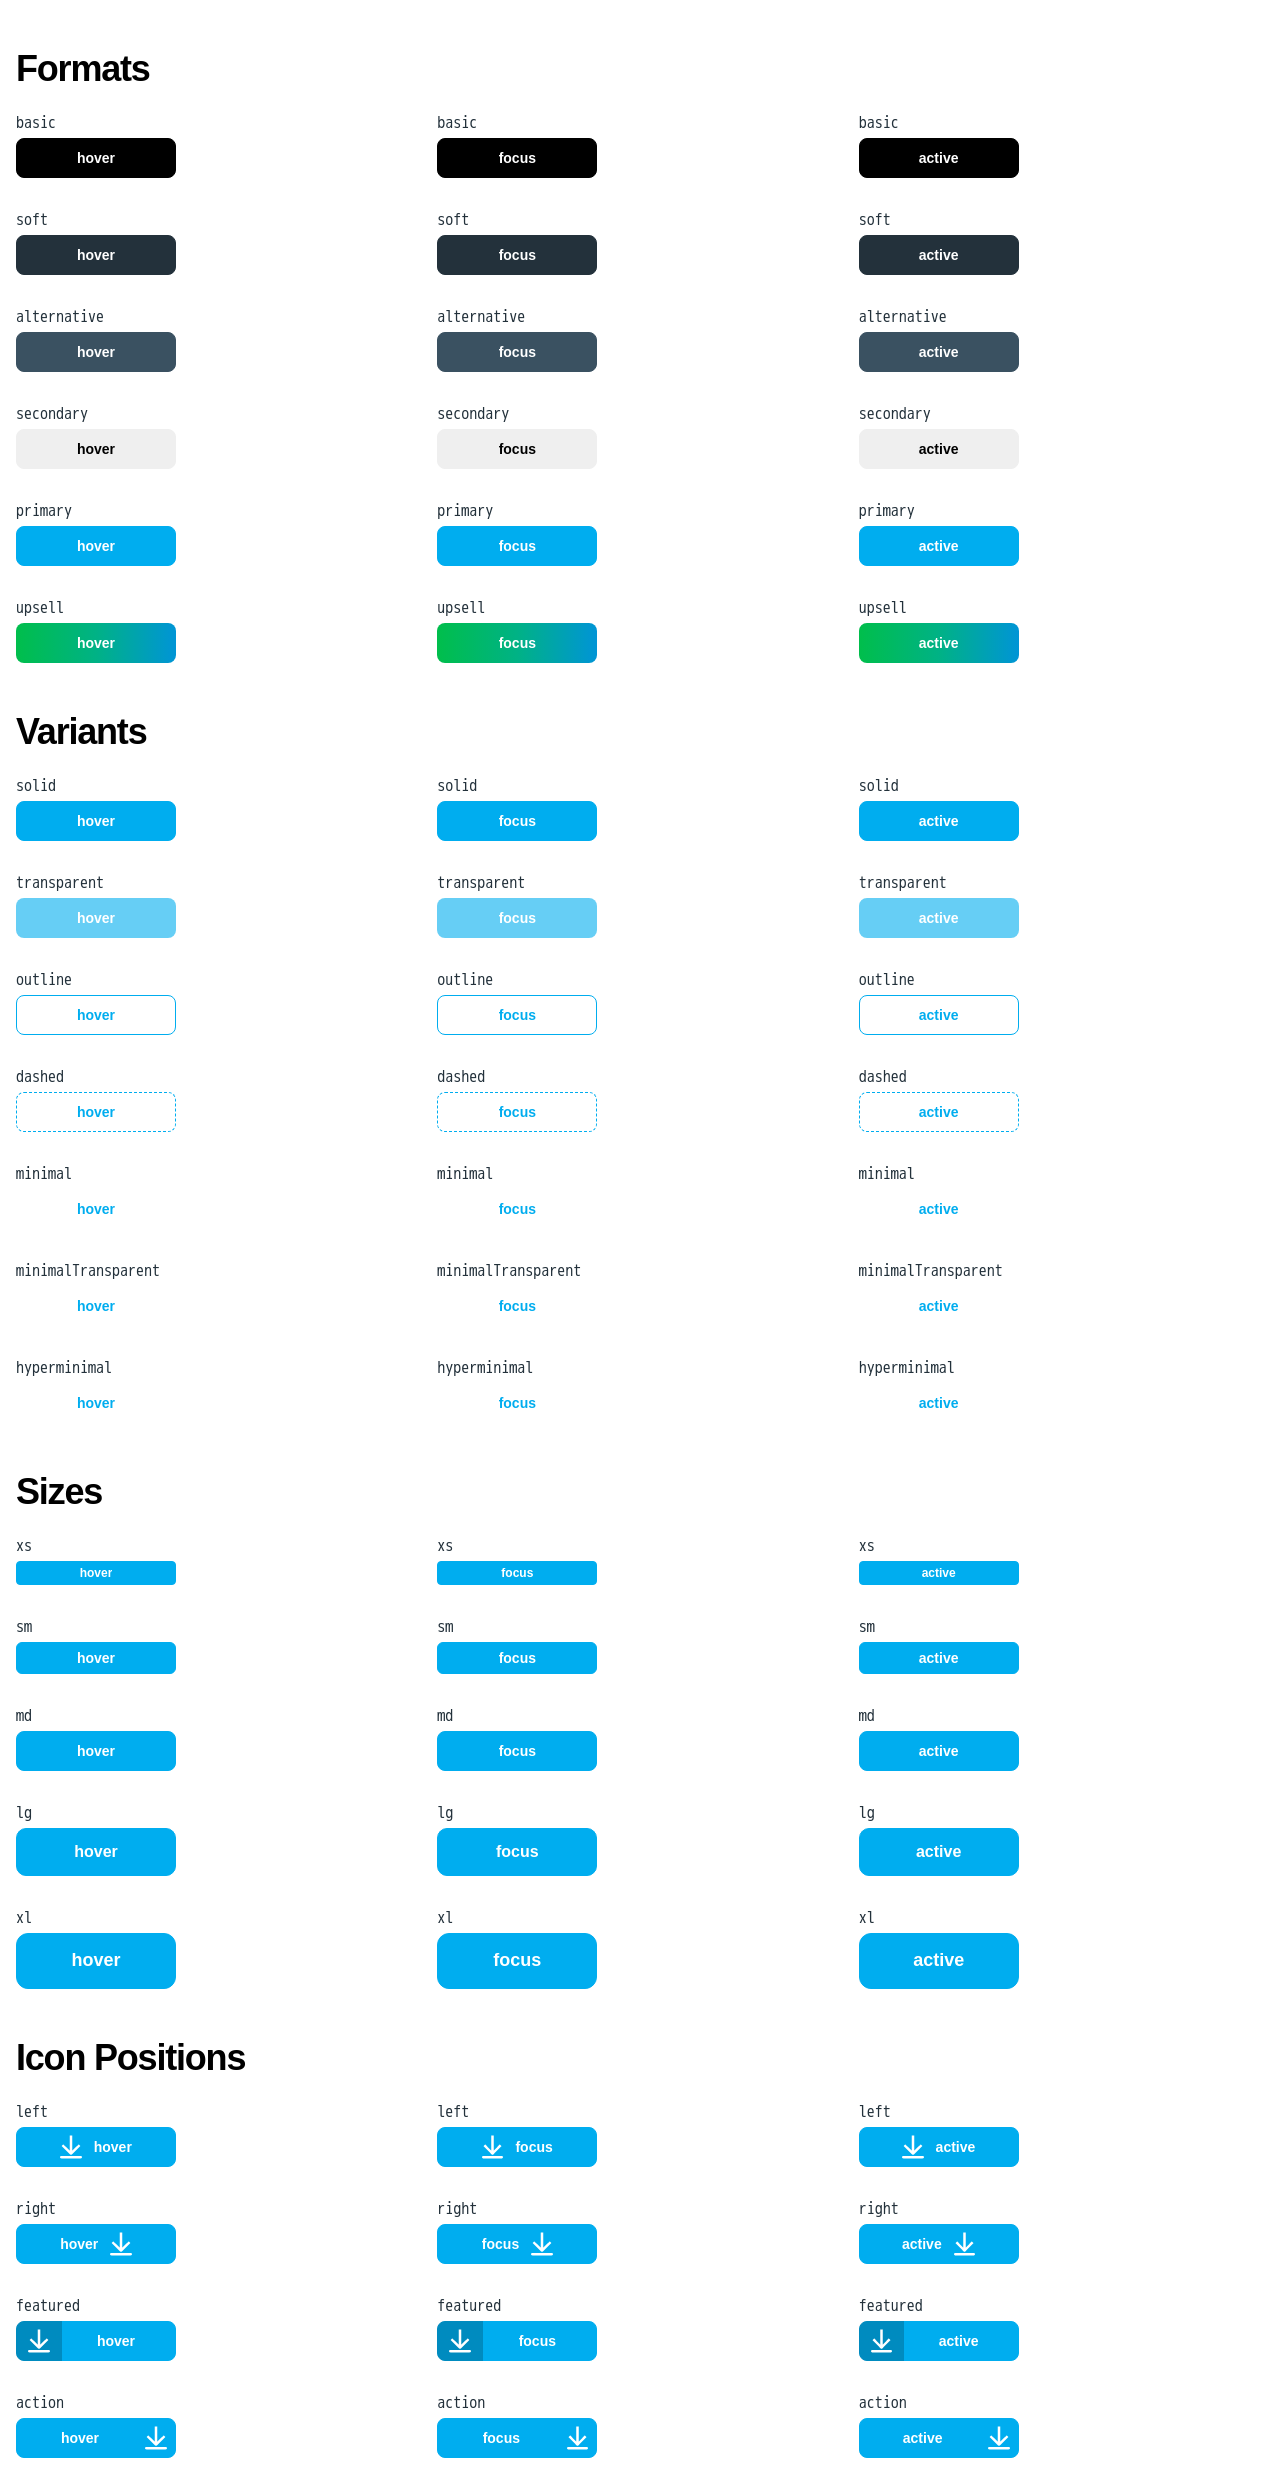 Formats
basic basic basic
hover focus active
soft soft soft
hover focus active
alternative alternative alternative
hover focus active
secondary secondary secondary
hover focus active
primary primary primary
hover focus active
upsell upsell upsell
hover focus active
Variants
solid solid solid
hover focus active
transparent transparent transparent
hover focus active
outline outline outline
hover focus active
dashed dashed dashed
hover focus active
minimal minimal minimal
hover focus active
minimalTransparent minimalTransparent minimalTransparent
hover focus active
hyperminimal hyperminimal hyperminimal
hover focus active
Sizes
xs xs xs
hover focus active
sm sm sm
hover focus active
md md md
hover focus active
lg lg lg
hover focus active
xl xl xl
hover focus active
Icon Positions
left left left
hover focus active
right right right
hover focus active
featured featured featured
hover focus active
action action action
hover focus active